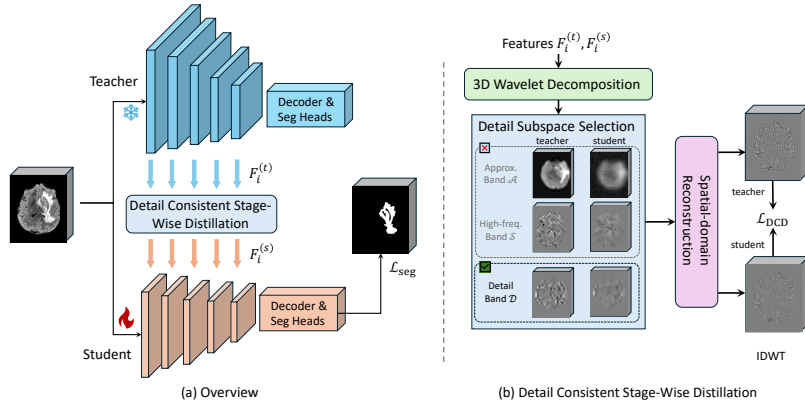 Teacher
Decoder &
Seg Heads
F_i^{(t)}
Detail Consistent Stage-
Wise Distillation
F_i^{(s)}
ℒ_seg
Decoder &
Seg Heads
Student
(a) Overview
Features F_i^{(t)}, F_i^{(s)}
3D Wavelet Decomposition
Detail Subspace Selection
teacher
student
Approx.
Band 𝒜
High-freq.
Band 𝒮
Detail
Band 𝒟
Spatial-domain
Reconstruction
teacher
ℒ_DCD
student
IDWT
(b) Detail Consistent Stage-Wise Distillation